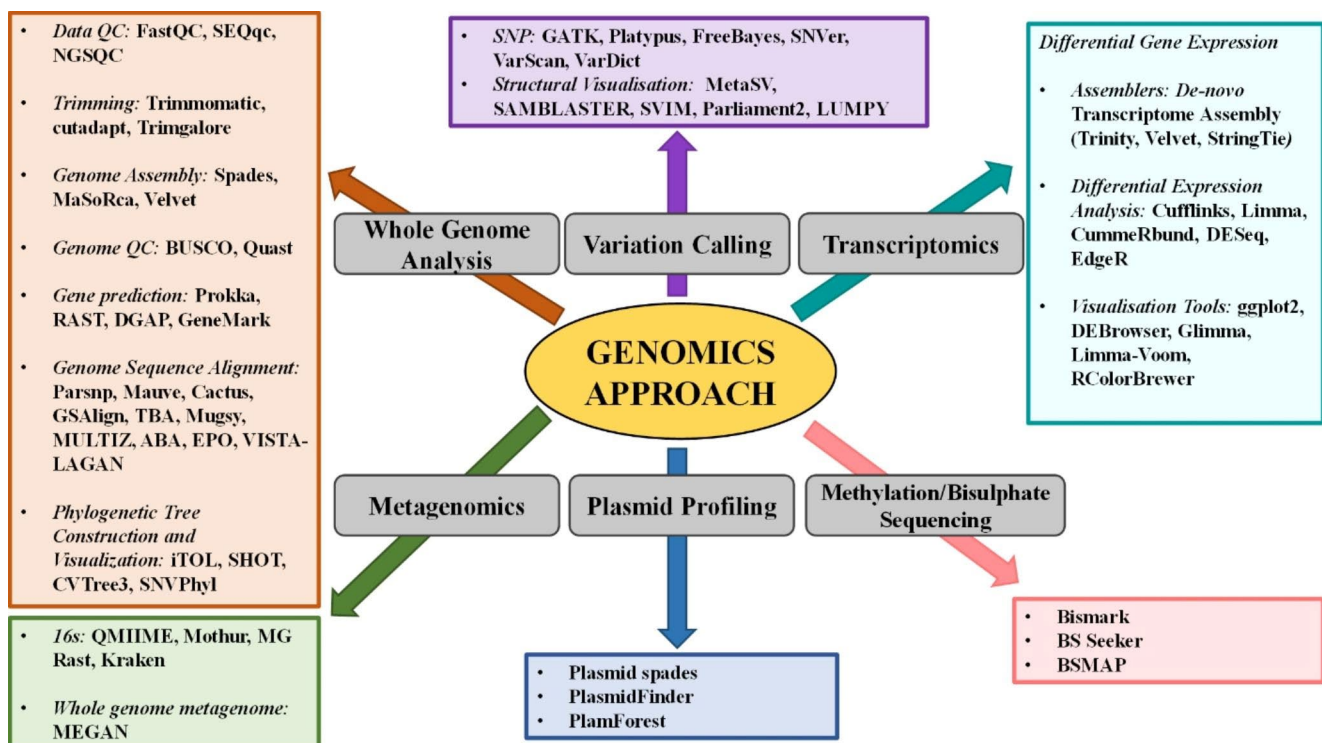 • Data QC: FastQC, SEQqc,
NGSQC
• Trimming: Trimmomatic,
cutadapt, Trimgalore
• Genome Assembly: Spades,
MaSoRca, Velvet
• Genome QC: BUSCO, Quast
• Gene prediction: Prokka,
RAST, DGAP, GeneMark
• Genome Sequence Alignment:
Parsnp, Mauve, Cactus,
GSAlign, TBA, Mugsy,
MULTIZ, ABA, EPO, VISTA-
LAGAN
• Phylogenetic Tree
Construction and
Visualization: iTOL, SHOT,
CVTree3, SNVPhyl
• SNP: GATK, Platypus, FreeBayes, SNVer,
VarScan, VarDict
• Structural Visualisation: MetaSV,
SAMBLASTER, SVIM, Parliament2, LUMPY
Differential Gene Expression
• Assemblers: De-novo
Transcriptome Assembly
(Trinity, Velvet, StringTie)
• Differential Expression
Analysis: Cufflinks, Limma,
CummeRbund, DESeq,
EdgeR
• Visualisation Tools: ggplot2,
DEBrowser, Glimma,
Limma-Voom,
RColorBrewer
Whole Genome
Analysis
Variation Calling
Transcriptomics
GENOMICS
APPROACH
Metagenomics
Plasmid Profiling
Methylation/Bisulphate
Sequencing
• 16s: QMIIME, Mothur, MG
Rast, Kraken
• Whole genome metagenome:
MEGAN
• Plasmid spades
• PlasmidFinder
• PlamForest
• Bismark
• BS Seeker
• BSMAP